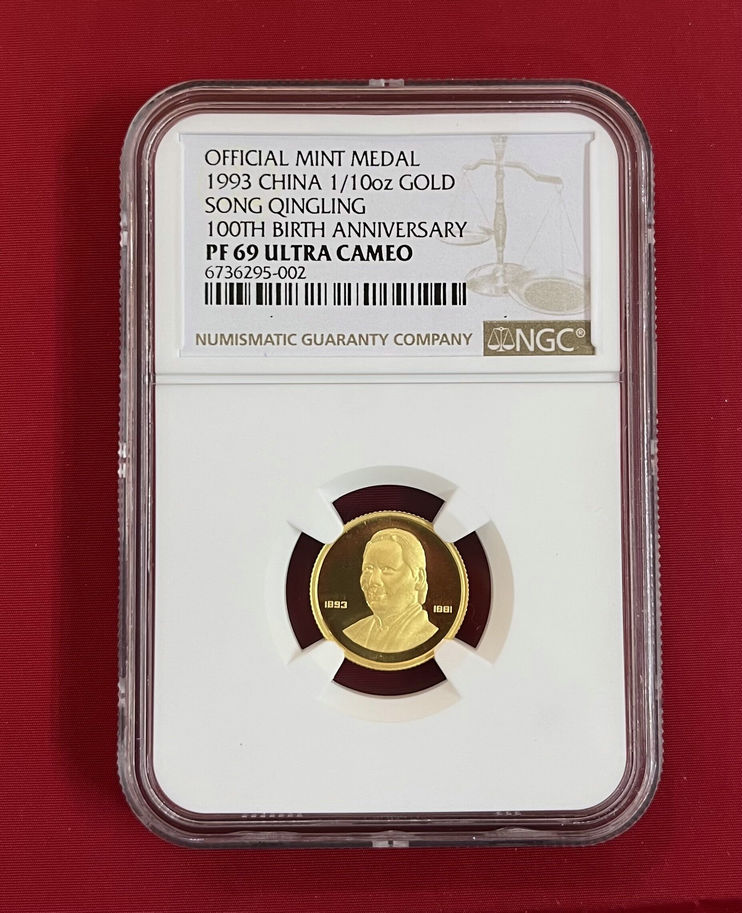 OFFICIAL MINT MEDAL
1993 CHINA 1/10oz GOLD
SONG QINGLING
100TH BIRTH ANNIVERSARY
PF 69 ULTRA CAMEO
6736295-002
NUMISMATIC GUARANTY COMPANY
NGC®
1893
1981